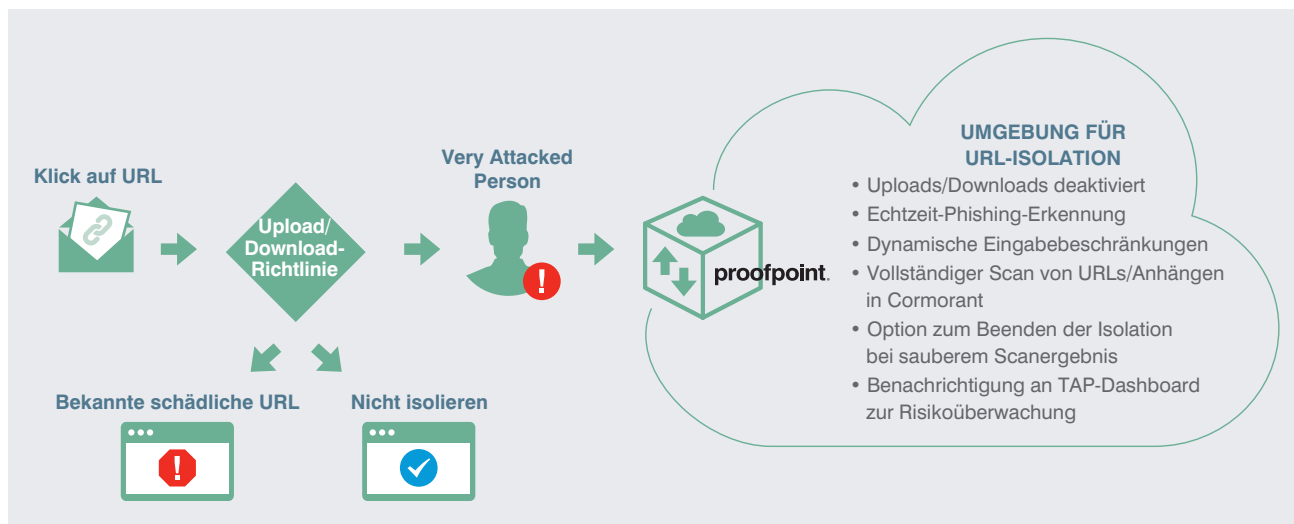 Klick auf URL
Upload/
Download-
Richtlinie
Very Attacked
Person
Bekannte schädliche URL
Nicht isolieren
proofpoint.
UMGEBUNG FÜR
URL-ISOLATION
• Uploads/Downloads deaktiviert
• Echtzeit-Phishing-Erkennung
• Dynamische Eingabebeschränkungen
• Vollständiger Scan von URLs/Anhängen
in Cormorant
• Option zum Beenden der Isolation
bei sauberem Scanergebnis
• Benachrichtigung an TAP-Dashboard
zur Risikoüberwachung